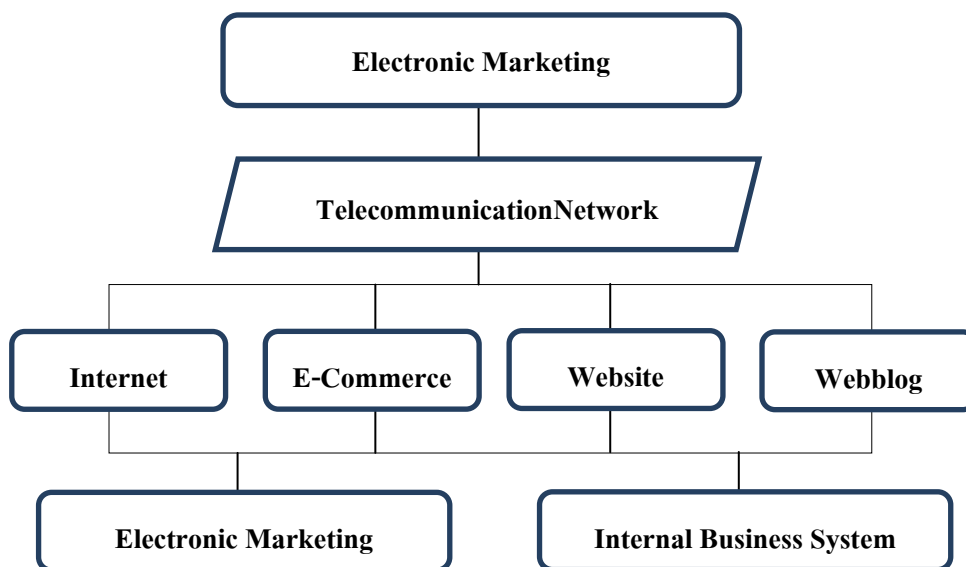 Electronic Marketing
TelecommunicationNetwork
Internet
E-Commerce
Website
Webblog
Electronic Marketing
Internal Business System